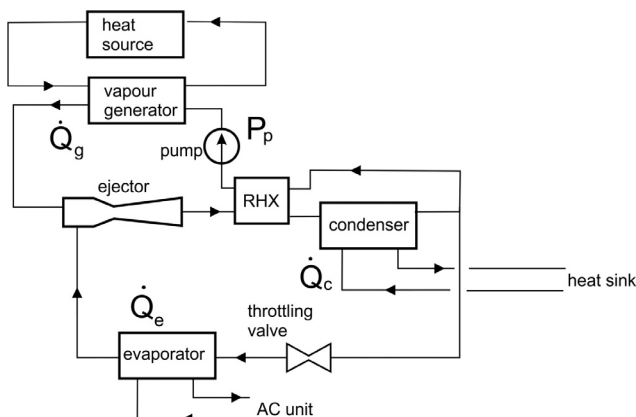 heat
source
vapour
generator
Q̇g
pump
Pp
ejector
RHX
condenser
Q̇c
heat sink
Q̇e
throttling
valve
evaporator
AC unit